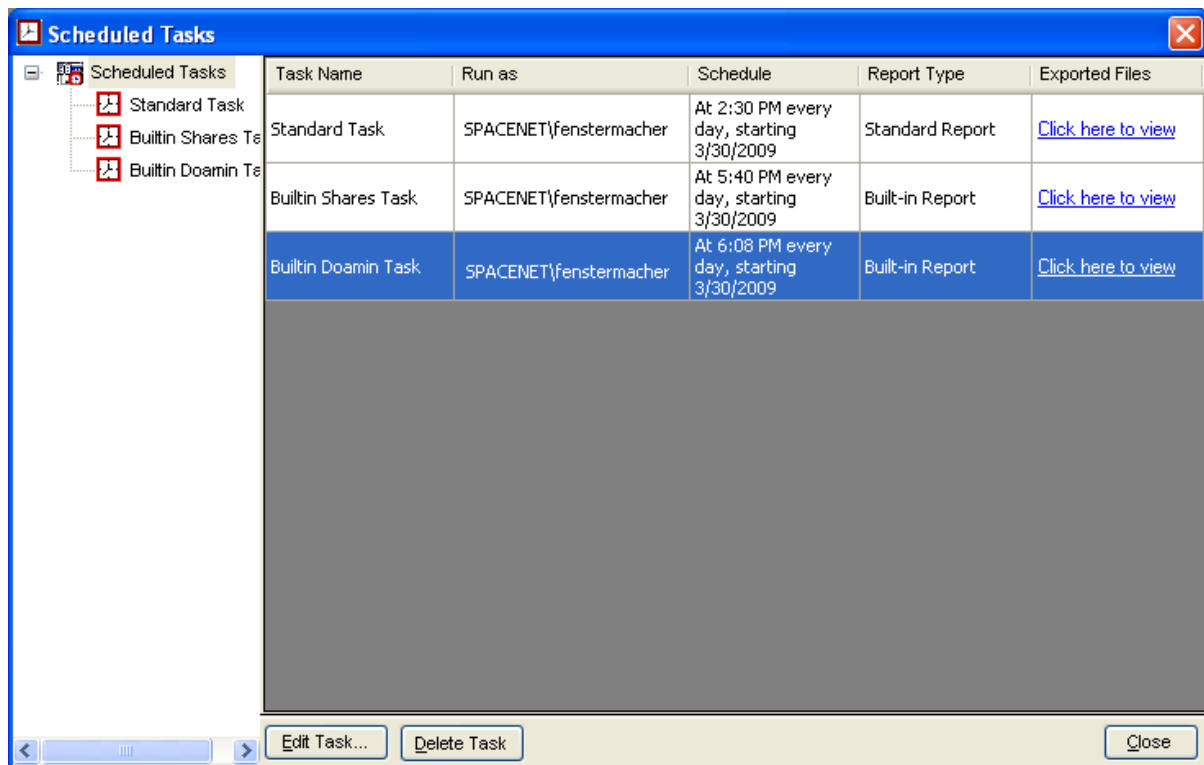 Scheduled Tasks
Scheduled Tasks
Standard Task
Builtin Shares Ta
Builtin Doamin Ta
Task Name Run as Schedule Report Type Exported Files
Standard Task SPACENET\fenstermacher At 2:30 PM every day, starting 3/30/2009 Standard Report Click here to view
Builtin Shares Task SPACENET\fenstermacher At 5:40 PM every day, starting 3/30/2009 Built-in Report Click here to view
Builtin Doamin Task SPACENET\fenstermacher At 6:08 PM every day, starting 3/30/2009 Built-in Report Click here to view
Edit Task... Delete Task Close